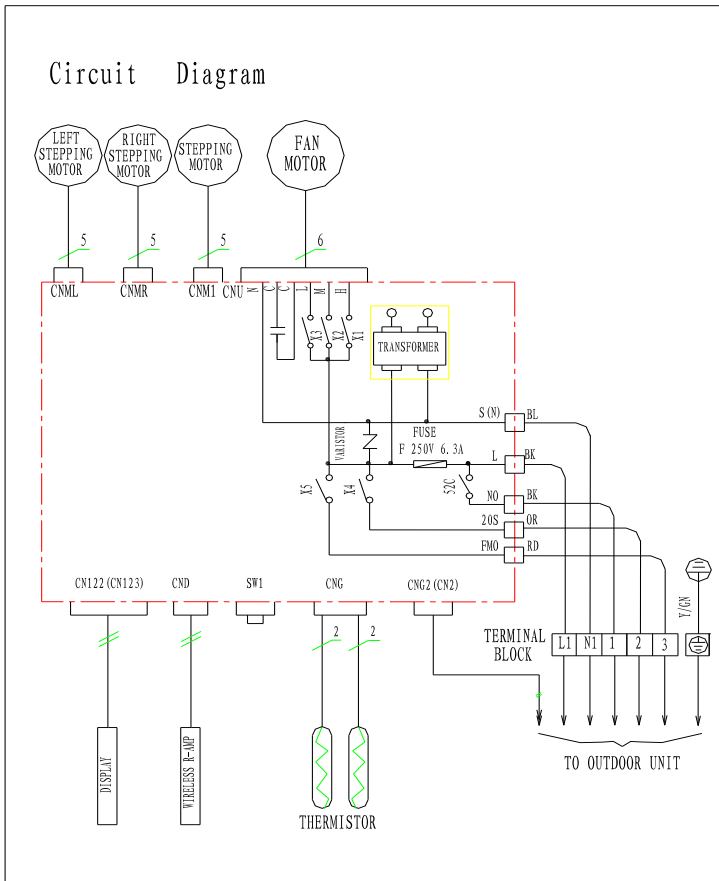 Circuit Diagram
LEFT
STEPPING
MOTOR
RIGHT
STEPPING
MOTOR
STEPPING
MOTOR
FAN
MOTOR
5
5
5
6
CNML
CNMR
CNM1
CNU
N
C
C
L
M
H
X3
X2
X1
TRANSFORMER
S(N)
BL
VARISTOR
FUSE
F 250V 6.3A
L
BK
X5
X4
52C
NO
BK
20S
OR
FMO
RD
CN122(CN123)
CND
SW1
CNG
CNG2(CN2)
2
2
Y/GN
TERMINAL
BLOCK
L1
N1
1
2
3
DISPLAY
WIRELESS R-AMP
THERMISTOR
TO OUTDOOR UNIT